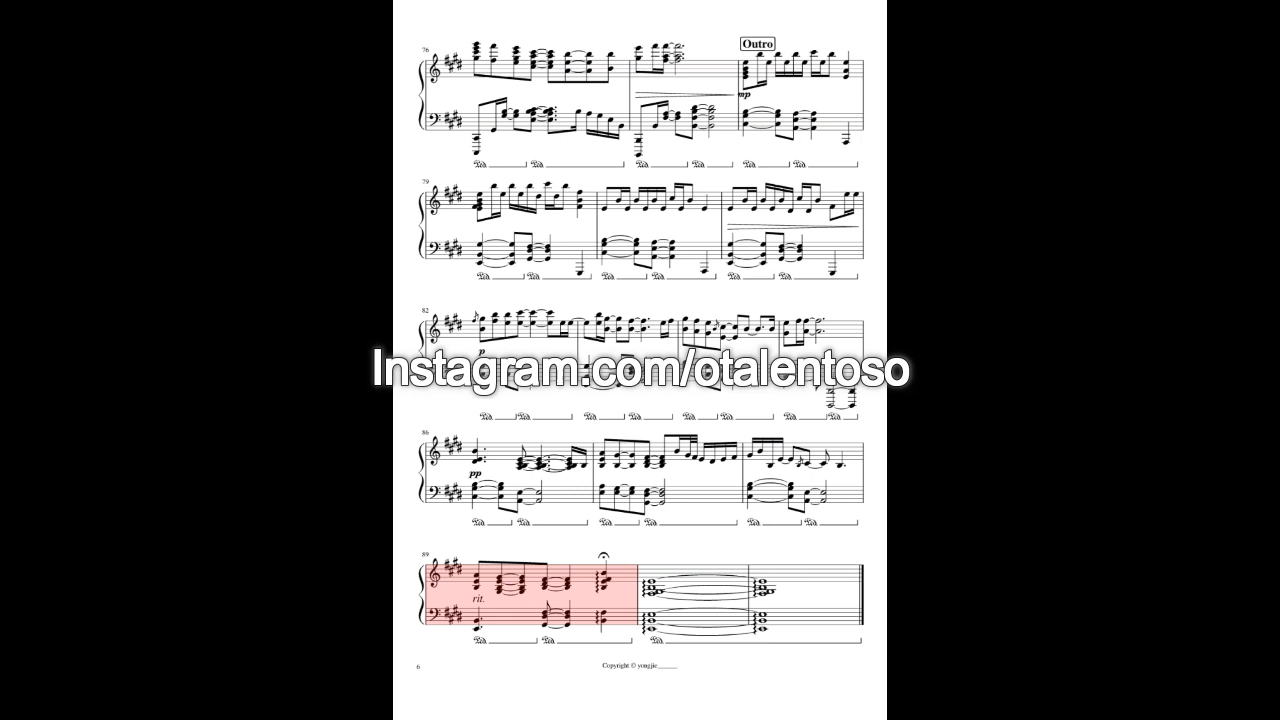 76
Outro
mp
79
82
p
Instagram.com/otalentoso
86
pp
89
rit.
6
Copyright © yongjie______